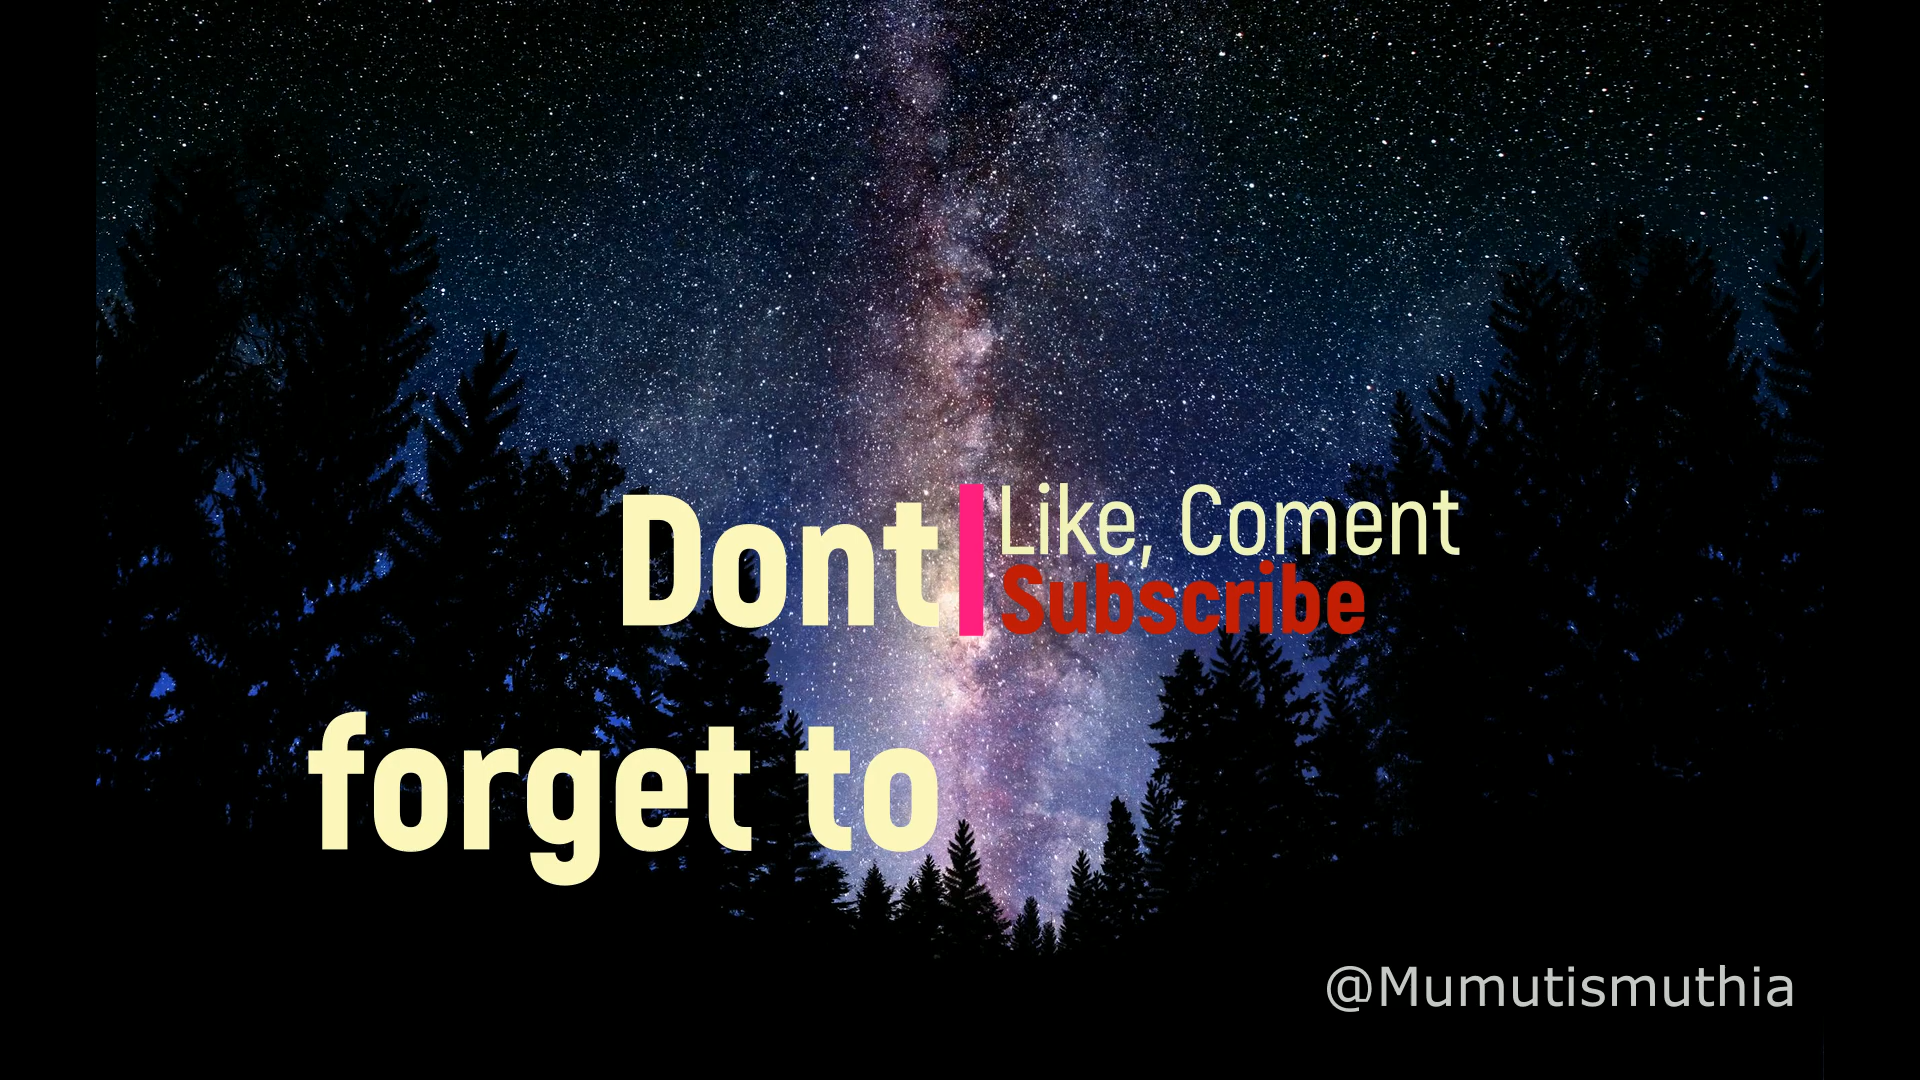 Dont
forget to
Like, Coment
Subscribe
@Mumutismuthia